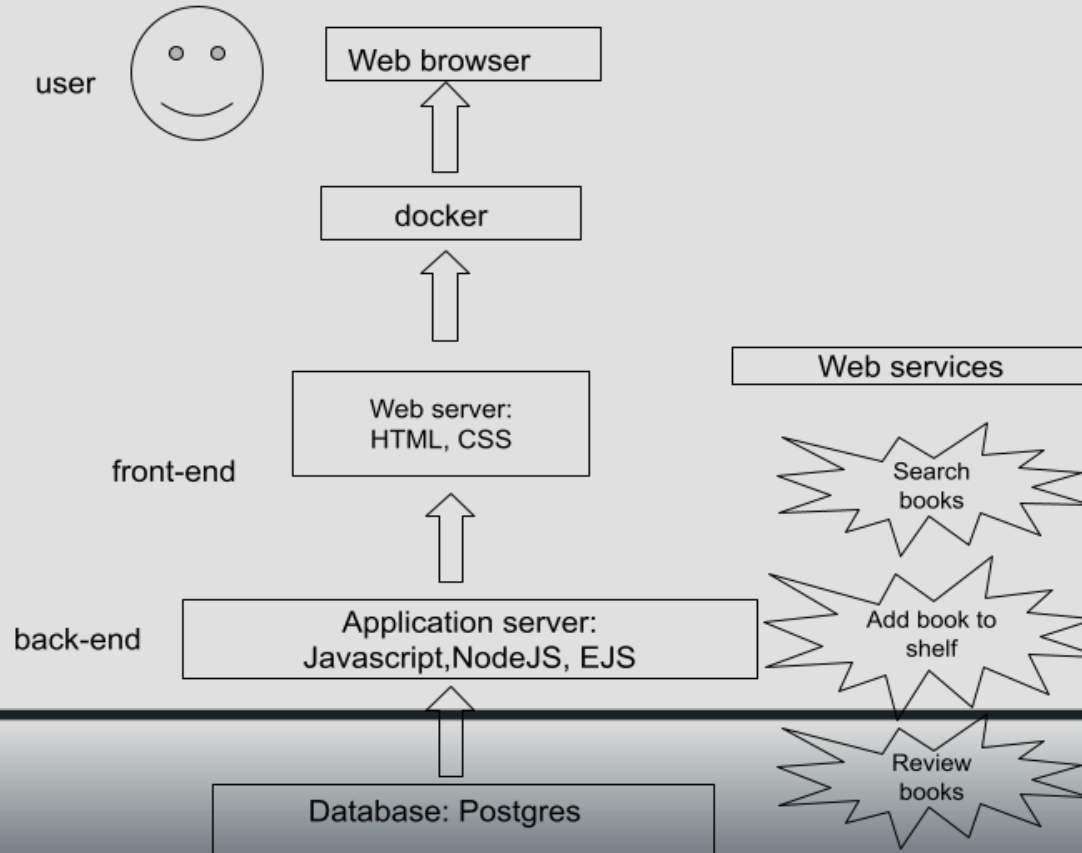 user
Web browser
docker
Web services
Web server:
HTML, CSS
front-end
Search
books
Application server:
Javascript,NodeJS, EJS
back-end
Add book to
shelf
Review
books
Database: Postgres